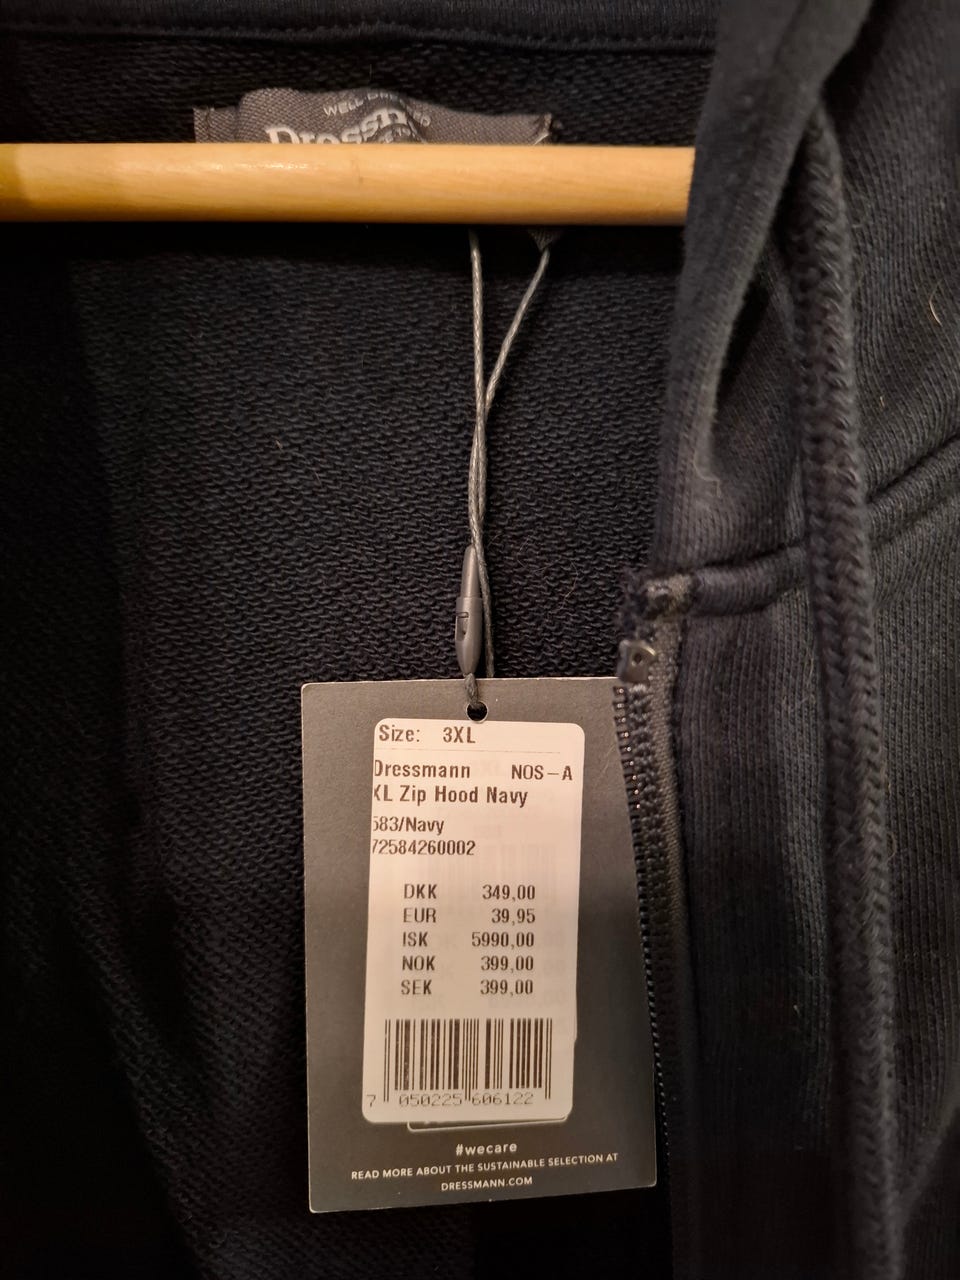 WELL
Dressm
Size: 3XL
Dressmann NOS-A
XL Zip Hood Navy
583/Navy
72584260002
DKK 349,00
EUR 39,95
ISK 5990,00
NOK 399,00
SEK 399,00
7 050225 606122
#wecare
READ MORE ABOUT THE SUSTAINABLE SELECTION AT
DRESSMANN.COM